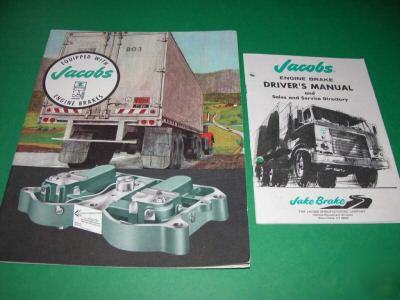 EQUIPPED WITH
Jacobs
ENGINE BRAKES
803
Jacobs
ENGINE BRAKE
DRIVER'S MANUAL
and
Sales and Service Directory
Jake Brake
THE JACOBS MANUFACTURING COMPANY